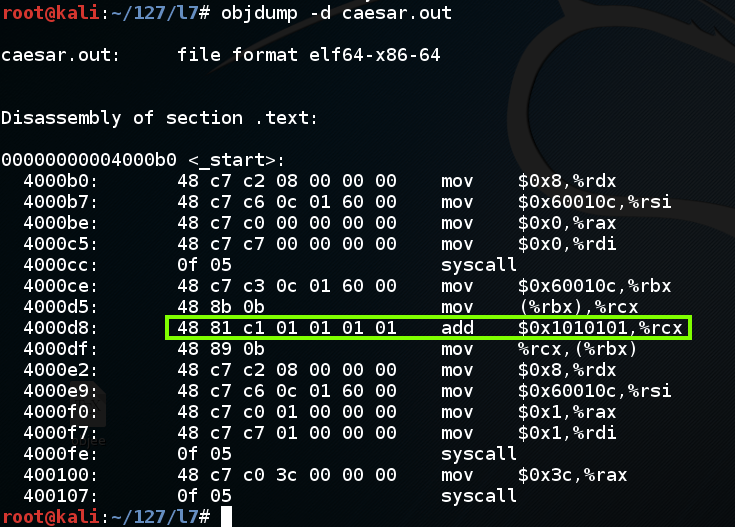 root@kali:~/127/l7# objdump -d caesar.out
caesar.out:     file format elf64-x86-64
Disassembly of section .text:
00000000004000b0 <_start>:
  4000b0:	48 c7 c2 08 00 00 00 	mov    $0x8,%rdx
  4000b7:	48 c7 c6 0c 01 60 00 	mov    $0x60010c,%rsi
  4000be:	48 c7 c0 00 00 00 00 	mov    $0x0,%rax
  4000c5:	48 c7 c7 00 00 00 00 	mov    $0x0,%rdi
  4000cc:	0f 05                	syscall
  4000ce:	48 c7 c3 0c 01 60 00 	mov    $0x60010c,%rbx
  4000d5:	48 8b 0b             	mov    (%rbx),%rcx
  4000d8:	48 81 c1 01 01 01 01 	add    $0x1010101,%rcx
  4000df:	48 89 0b             	mov    %rcx,(%rbx)
  4000e2:	48 c7 c2 08 00 00 00 	mov    $0x8,%rdx
  4000e9:	48 c7 c6 0c 01 60 00 	mov    $0x60010c,%rsi
  4000f0:	48 c7 c0 01 00 00 00 	mov    $0x1,%rax
  4000f7:	48 c7 c7 01 00 00 00 	mov    $0x1,%rdi
  4000fe:	0f 05                	syscall
  400100:	48 c7 c0 3c 00 00 00 	mov    $0x3c,%rax
  400107:	0f 05                	syscall
root@kali:~/127/l7#